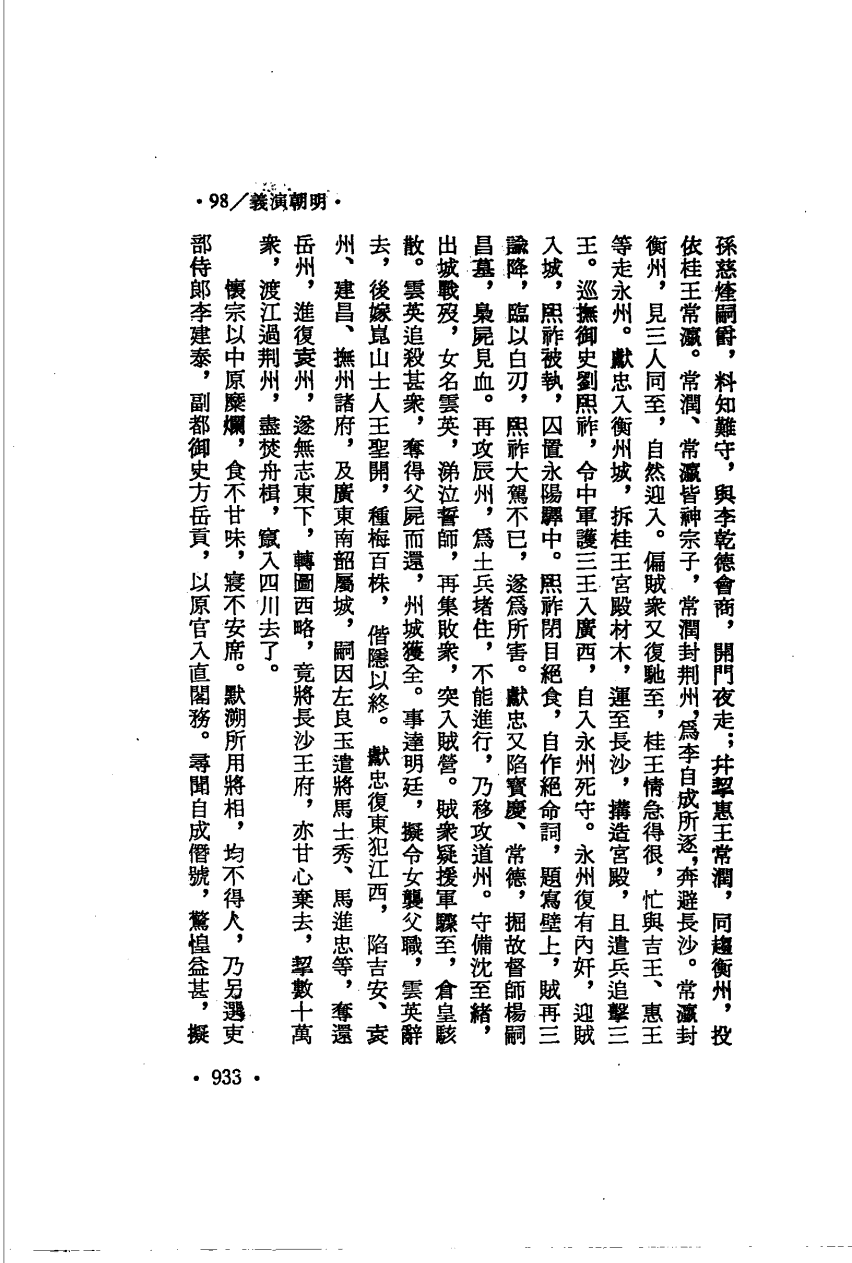 ·98／義演朝明·
孫慈煃嗣爵，料知難守，與李乾德會商，開門夜走；幷挈惠王常潤，同趨衡州，投
依桂王常瀛。常潤、常瀛皆神宗子，常潤封荆州，爲李自成所逐，奔避長沙。常瀛封
衡州，見三人同至，自然迎入。偏賊衆又復馳至，桂王情急得很，忙與吉王、惠王
等走永州。獻忠入衡州城，拆桂王宮殿材木，運至長沙，搆造宮殿，且遣兵追擊三
王。巡撫御史劉熙祚，令中軍護三王入廣西，自入永州死守。永州復有內奸，迎賊
入城，熙祚被執，囚置永陽驛中。熙祚閉目絕食，自作絕命詞，題寫壁上，賊再三
諭降，臨以白刃，熙祚大駡不已，遂爲所害。獻忠又陷寶慶、常德，掘故督師楊嗣
昌墓，梟屍見血。再攻辰州，爲土兵堵住，不能進行，乃移攻道州。守備沈至緒，
出城戰歿，女名雲英，涕泣誓師，再集敗衆，突入賊營。賊衆疑援軍驟至，倉皇駭
散。雲英追殺甚衆，奪得父屍而還，州城獲全。事達明廷，擬令女襲父職，雲英辭
去，後嫁崑山士人王聖開，種梅百株，偕隱以終。獻忠復東犯江西，陷吉安、袁
州、建昌、撫州諸府，及廣東南韶屬城，嗣因左良玉遣將馬士秀、馬進忠等，奪還
岳州，進復袁州，遂無志東下，轉圖西略，竟將長沙王府，亦甘心棄去，挈數十萬
衆，渡江過荆州，盡焚舟楫，竄入四川去了。
懷宗以中原糜爛，食不甘味，寢不安席。默溯所用將相，均不得人，乃另選吏
部侍郎李建泰，副都御史方岳貢，以原官入直閣務。尋聞自成僭號，驚惶益甚，擬
·933·